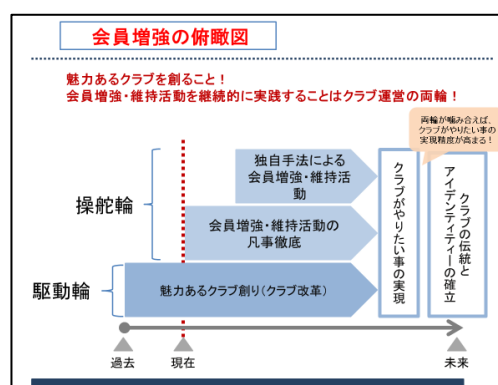 会員増強の俯瞰図
魅力あるクラブを創ること！
会員増強・維持活動を継続的に実践することはクラブ運営の両輪！
両輪が噛み合えば、
クラブがやりたい事の
実現精度が高まる！
操舵輪
独自手法による
会員増強・維持活
動
会員増強・維持活動の
凡事徹底
駆動輪
魅力あるクラブ創り(クラブ改革)
クラブがやりたい事の実現
クラブの伝統と
アイデンティティーの確立
過去
現在
未来